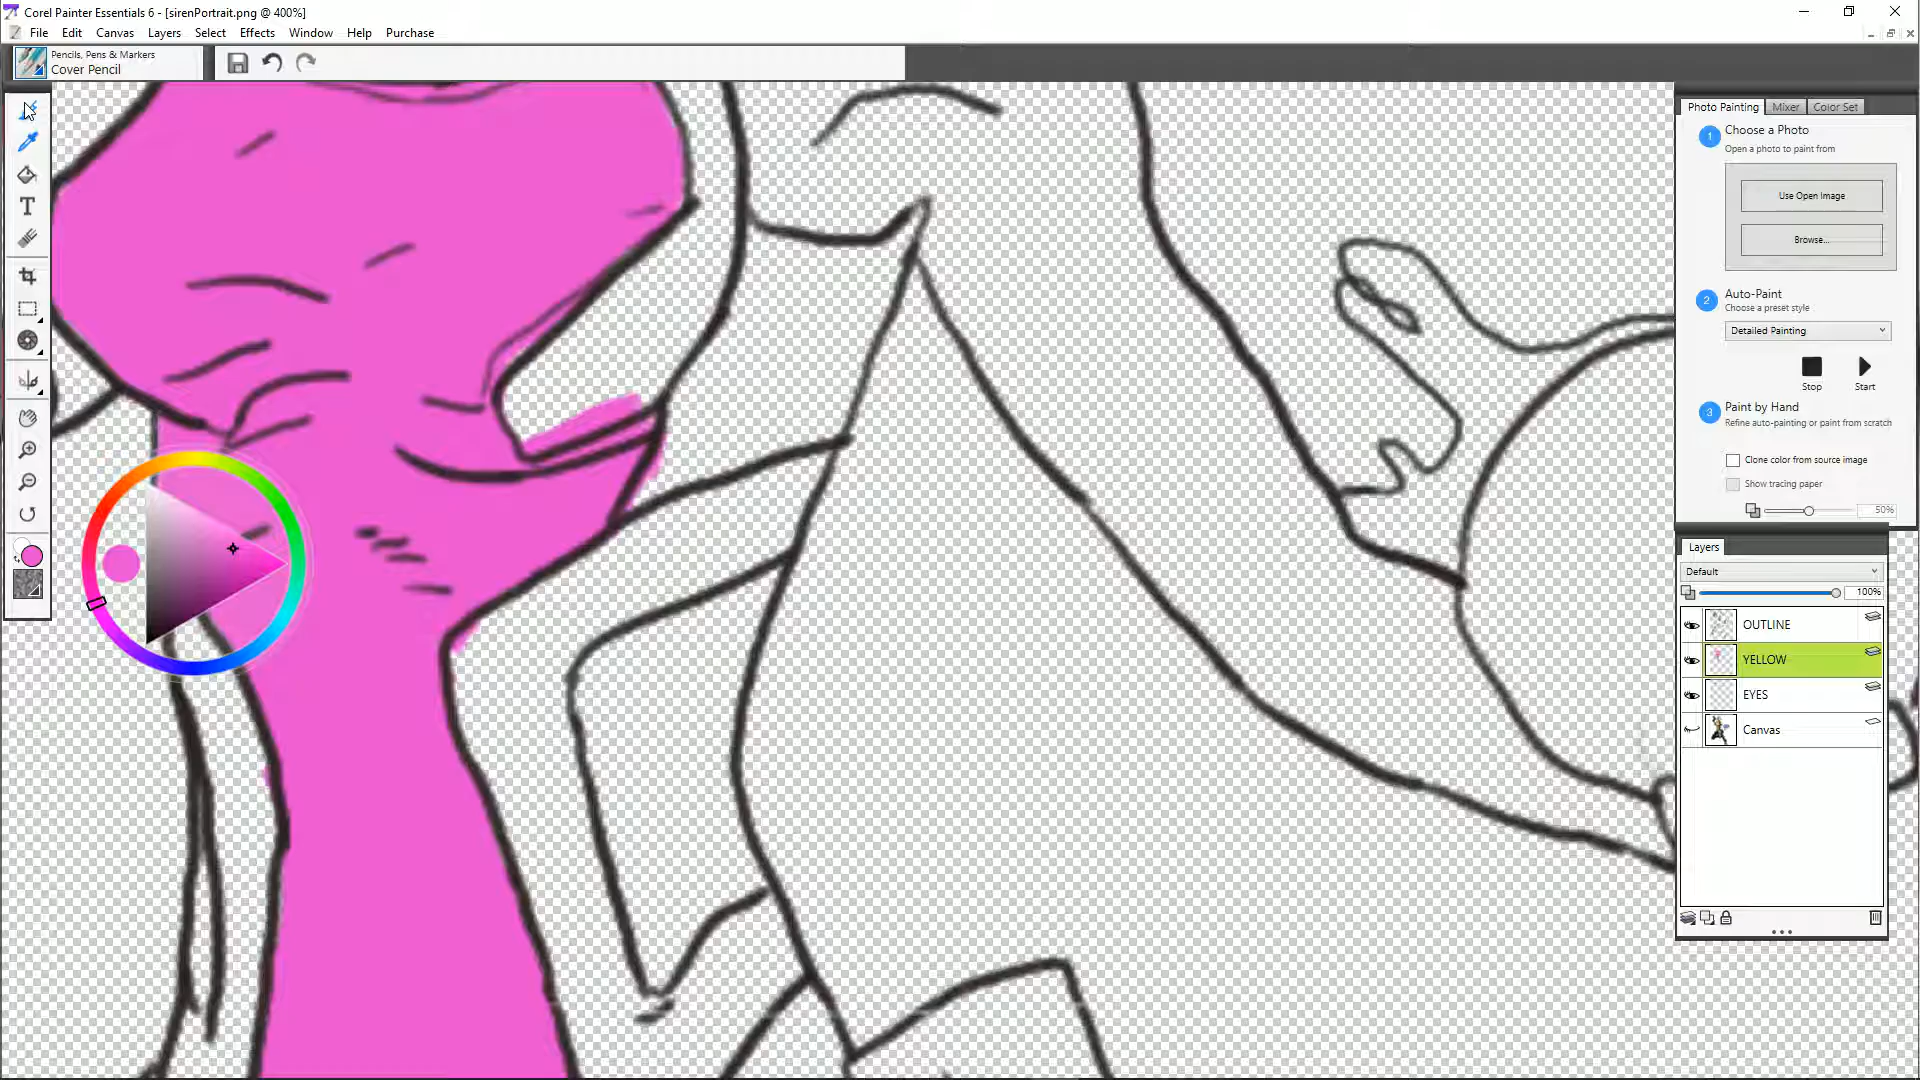 Corel Painter Essentials 6 - [sirenPortrait.png @ 400%]
File Edit Canvas Layers Select Effects Window Help Purchase
Pencils, Pens & Markers
Cover Pencil
Photo Painting Mixer Color Set
1 Choose a Photo
Open a photo to paint from
Use Open Image
Browse...
2 Auto-Paint
Choose a preset style
Detailed Painting
Stop Start
3 Paint by Hand
Refine auto-painting or paint from scratch
Clone color from source image
Show tracing paper
50%
Layers
Default
100%
OUTLINE
YELLOW
EYES
Canvas